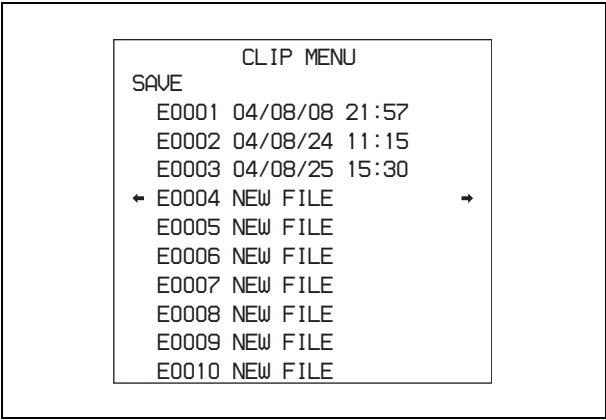 CLIP MENU
SAVE
E0001 04/08/08 21:57
E0002 04/08/24 11:15
E0003 04/08/25 15:30
← E0004 NEW FILE →
E0005 NEW FILE
E0006 NEW FILE
E0007 NEW FILE
E0008 NEW FILE
E0009 NEW FILE
E0010 NEW FILE